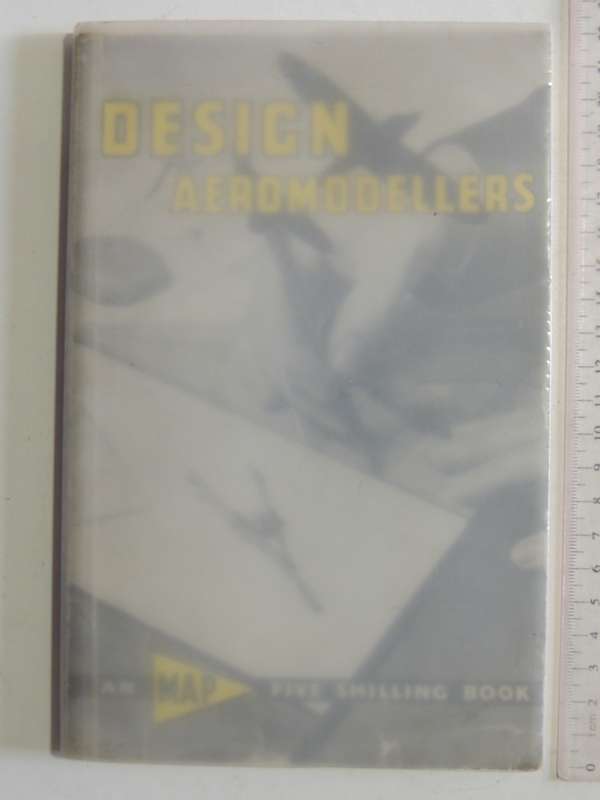 DESIGN
AEROMODELLERS
AN MAP FIVE SHILLING BOOK